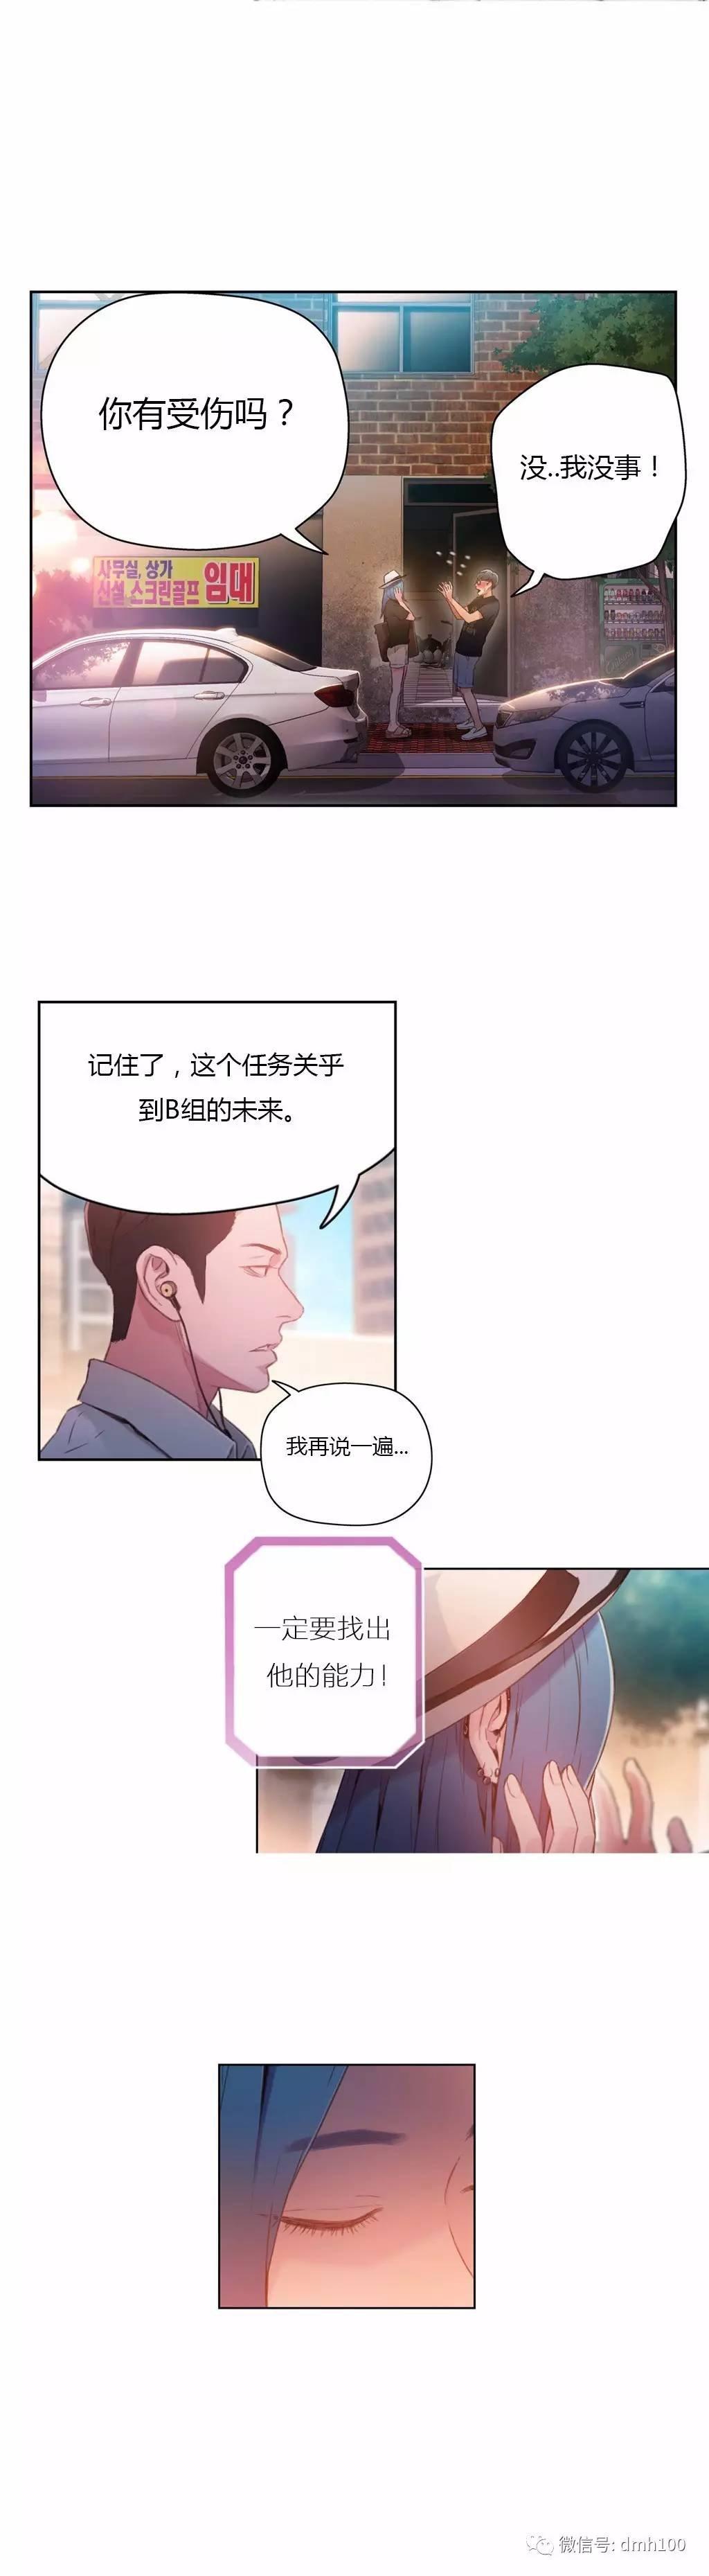 你有受伤吗？
没..我没事！
사무실, 상가
신설 스크린골프 임대
记住了，这个任务关乎
到B组的未来。
我再说一遍...
一定要找出
他的能力!
微信号: dmh100